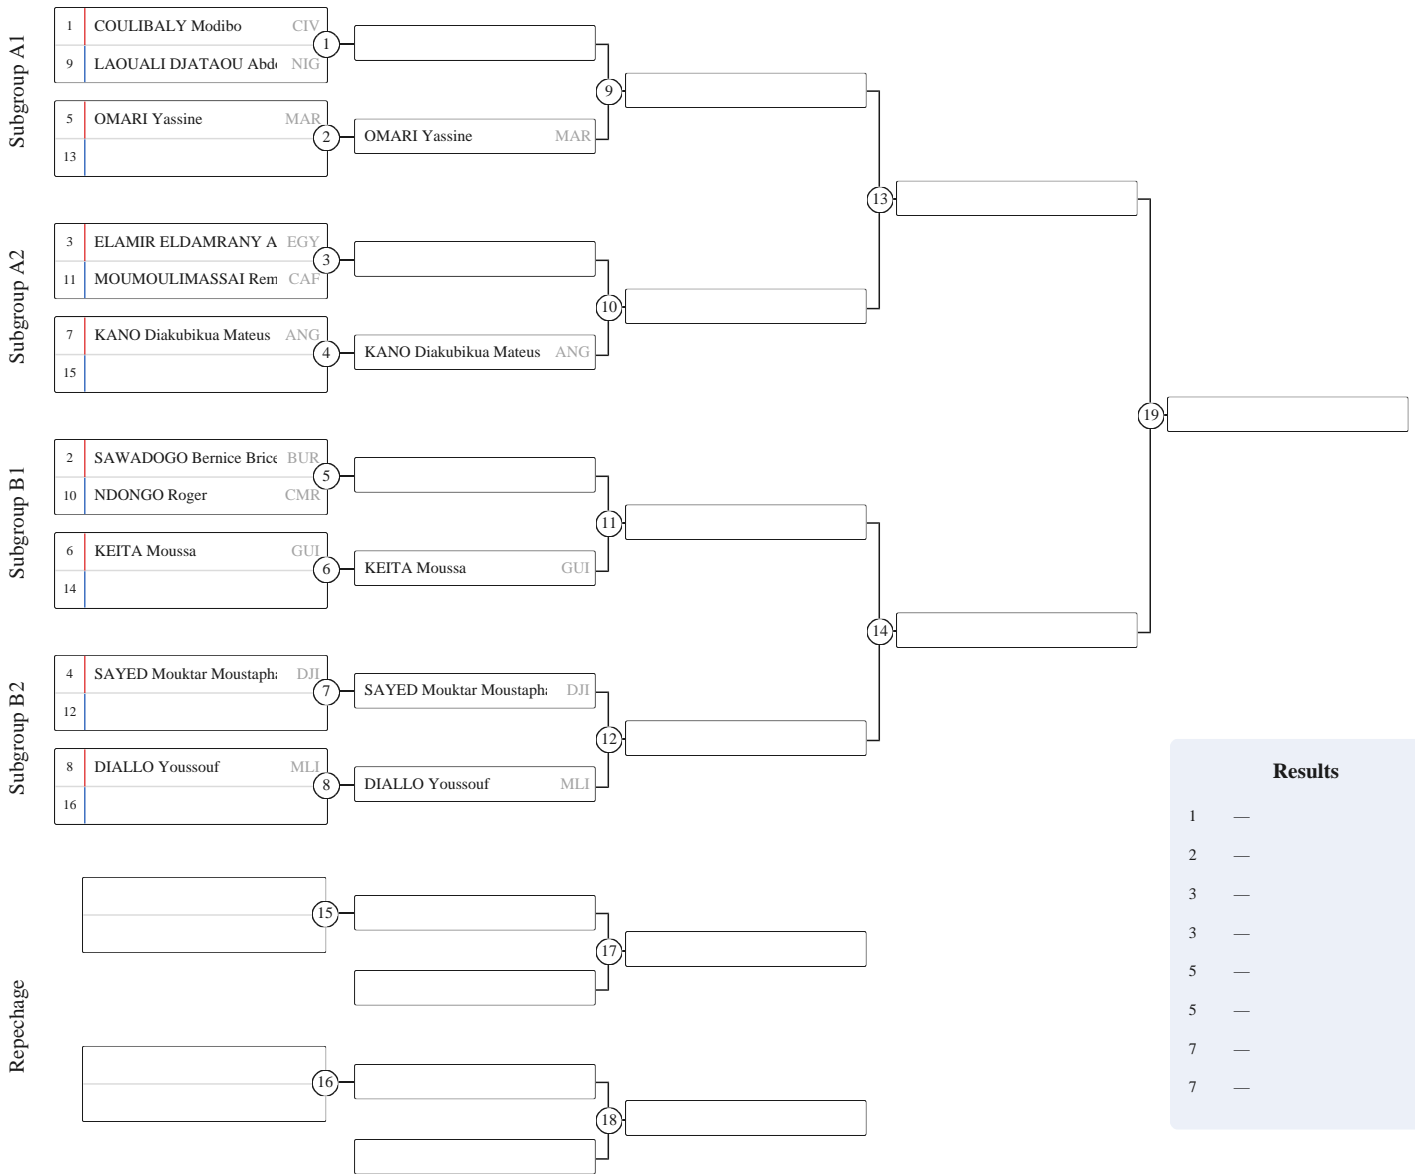 Subgroup A1
1 COULIBALY Modibo CIV
9 LAOUALI DJATAOU Abd NIG
1
5 OMARI Yassine MAR
13
2
OMARI Yassine MAR
9
Subgroup A2
3 ELAMIR ELDAMRANY A EGY
11 MOUMOULIMASSAI Rem CAF
3
7 KANO Diakubikua Mateus ANG
15
4
KANO Diakubikua Mateus ANG
10
13
Subgroup B1
2 SAWADOGO Bernice Brice BUR
10 NDONGO Roger CMR
5
6 KEITA Moussa GUI
14
6
KEITA Moussa GUI
11
Subgroup B2
4 SAYED Mouktar Moustapha DJI
12
7
SAYED Mouktar Moustapha DJI
8 DIALLO Youssouf MLI
16
8
DIALLO Youssouf MLI
12
14
19
Repechage
15
17
16
18
Results
1 —
2 —
3 —
3 —
5 —
5 —
7 —
7 —